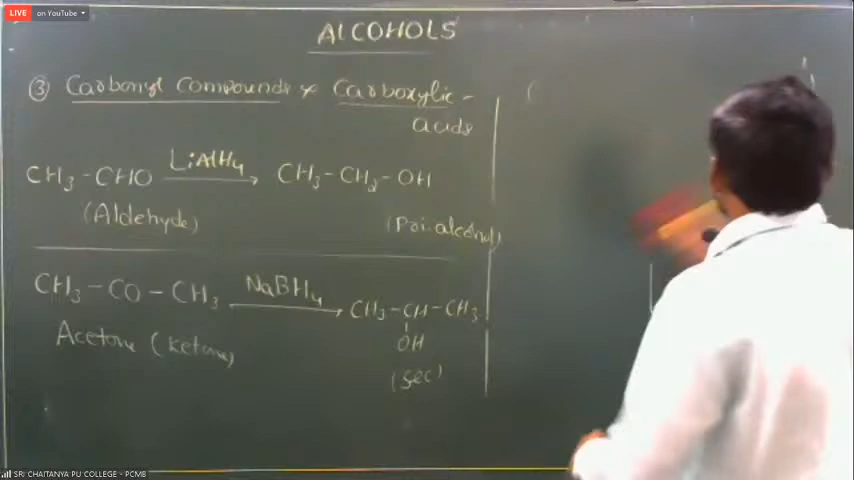 LIVE on YouTube
ALCOHOLS
③ Carbonyl Compounds & Carboxylic-
acids
CH₃-CHO LiAlH₄ → CH₃-CH₂-OH
(Aldehyde) (Pri.alcohol)
CH₃-CO-CH₃ NaBH₄ → CH₃-CH-CH₃
OH
Acetone (ketone)
(sec)
SRI CHAITANYA PU COLLEGE - PCMB